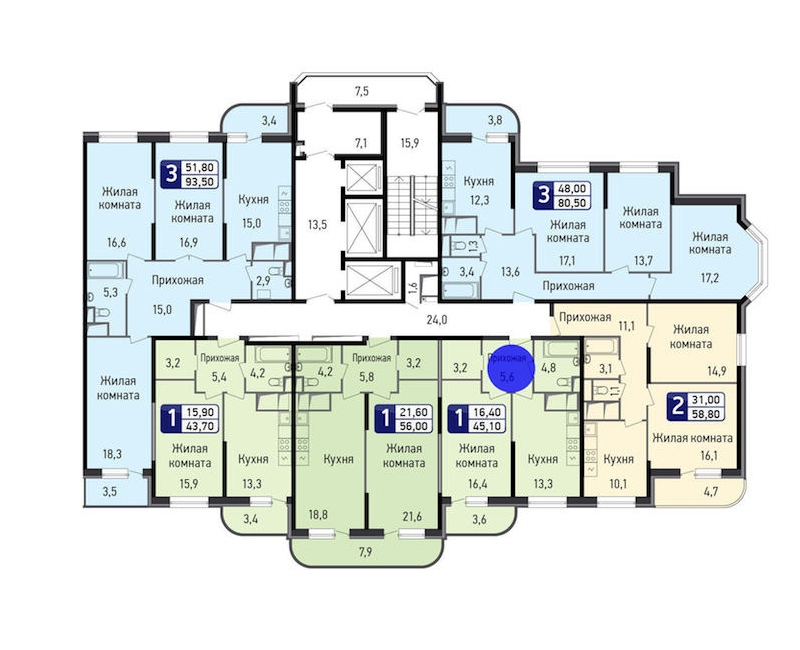 7,5
3,4
7,1
15,9
3,8
3
51,80
93,50
Жилая
комната
16,6
Жилая
комната
16,9
Кухня
15,0
13,5
Кухня
12,3
3
48,00
80,50
Жилая
комната
17,1
Жилая
комната
13,7
Жилая
комната
17,2
1,3
3,4
13,6
Прихожая
5,3
Прихожая
15,0
2,9
1,6
24,0
Прихожая
11,1
Жилая
комната
14,9
3,2
Прихожая
5,4
4,2
4,2
Прихожая
5,8
3,2
3,2
Прихожая
5,6
4,8
3,1
1,1
Жилая
комната
18,3
1
15,90
43,70
Жилая
комната
15,9
Кухня
13,3
Кухня
18,8
1
21,60
56,00
Жилая
комната
21,6
1
16,40
45,10
Жилая
комната
16,4
Кухня
13,3
Кухня
10,1
2
31,00
58,80
Жилая комната
16,1
3,5
3,4
7,9
3,6
4,7